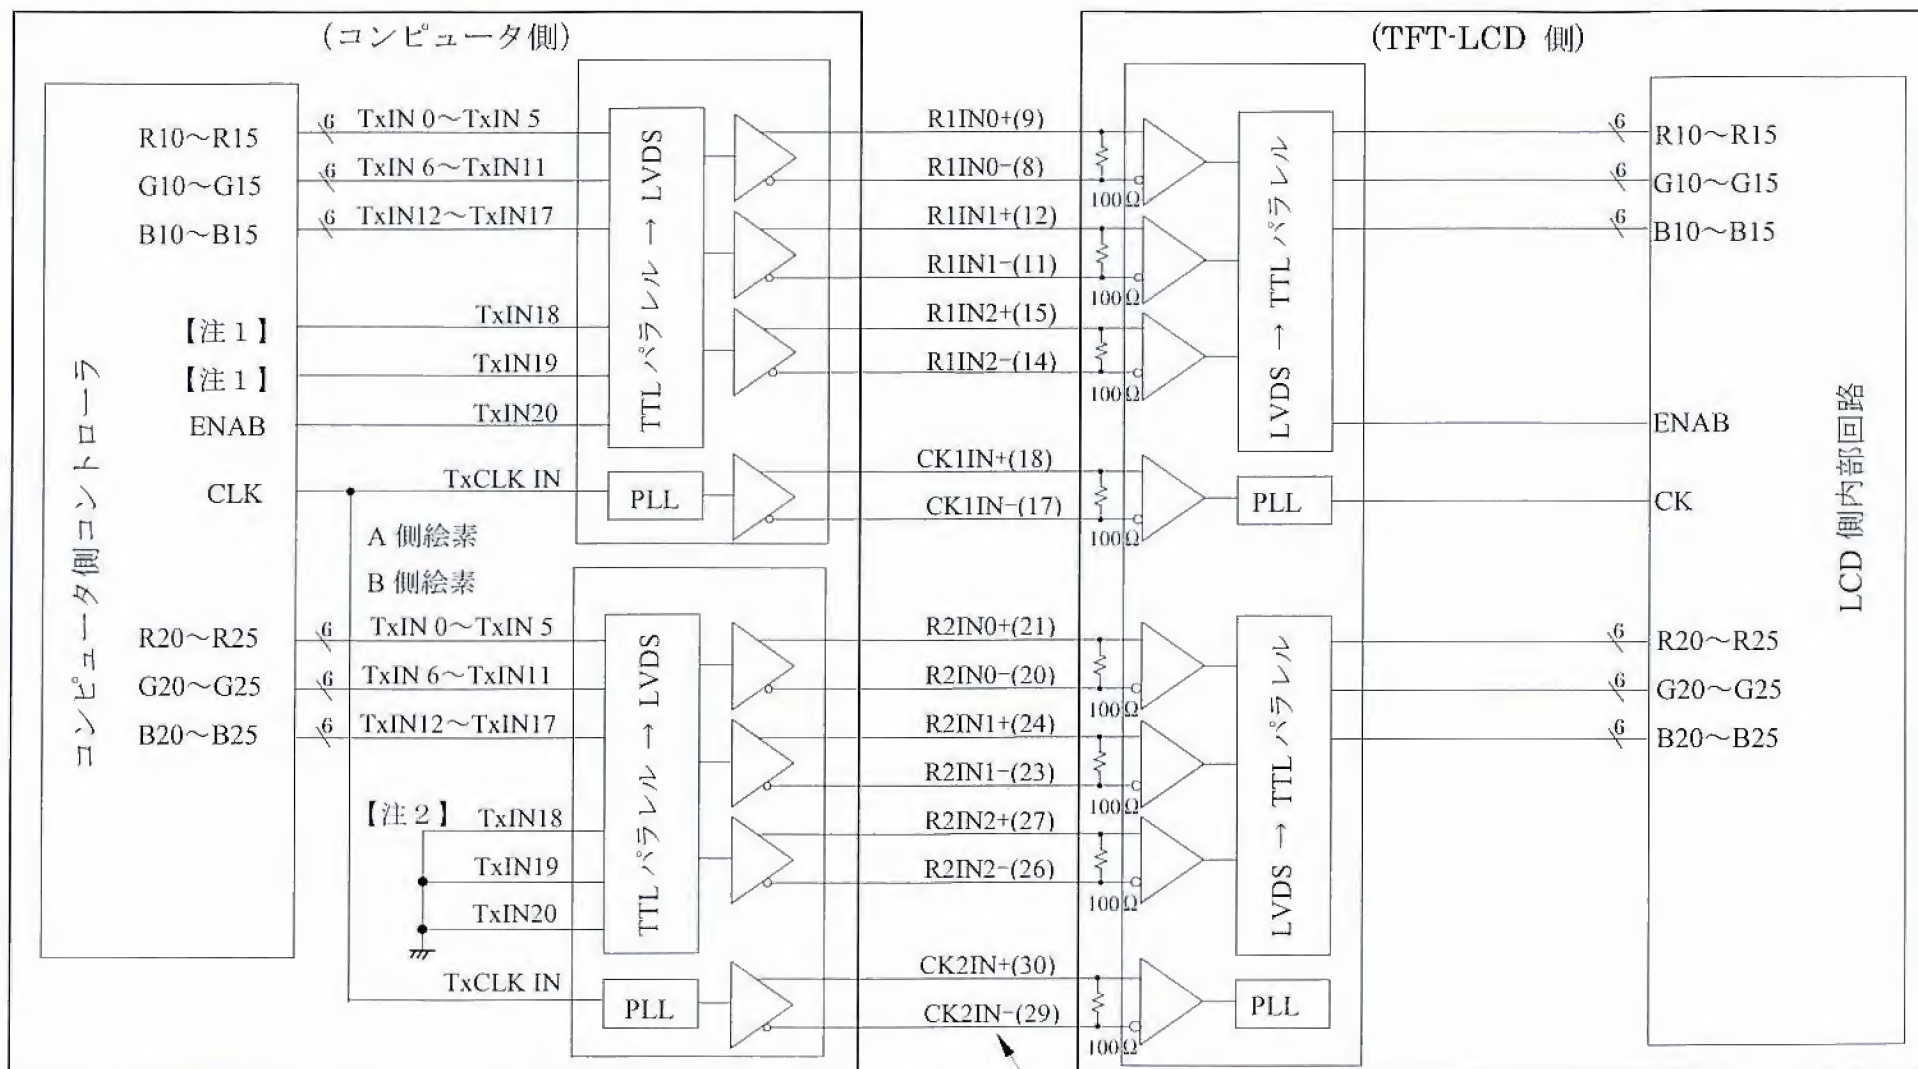 (コンピュータ側)
(TFT-LCD 側)
コンピュータ側コントローラ
R10～R15
G10～G15
B10～B15
【注1】
【注1】
ENAB
CLK
6 TxIN 0～TxIN 5
6 TxIN 6～TxIN11
6 TxIN12～TxIN17
TxIN18
TxIN19
TxIN20
TxCLK IN
TTL パラレル → LVDS
PLL
R1IN0+(9)
R1IN0-(8)
R1IN1+(12)
R1IN1-(11)
R1IN2+(15)
R1IN2-(14)
CK1IN+(18)
CK1IN-(17)
100Ω
100Ω
100Ω
100Ω
LVDS → TTL パラレル
PLL
6 R10～R15
6 G10～G15
6 B10～B15
ENAB
CK
LCD 側内部回路
A 側絵素
B 側絵素
R20～R25
G20～G25
B20～B25
6 TxIN 0～TxIN 5
6 TxIN 6～TxIN11
6 TxIN12～TxIN17
【注2】 TxIN18
TxIN19
TxIN20
TxCLK IN
TTL パラレル → LVDS
PLL
R2IN0+(21)
R2IN0-(20)
R2IN1+(24)
R2IN1-(23)
R2IN2+(27)
R2IN2-(26)
CK2IN+(30)
CK2IN-(29)
100Ω
100Ω
100Ω
100Ω
LVDS → TTL パラレル
PLL
6 R20～R25
6 G20～G25
6 B20～B25